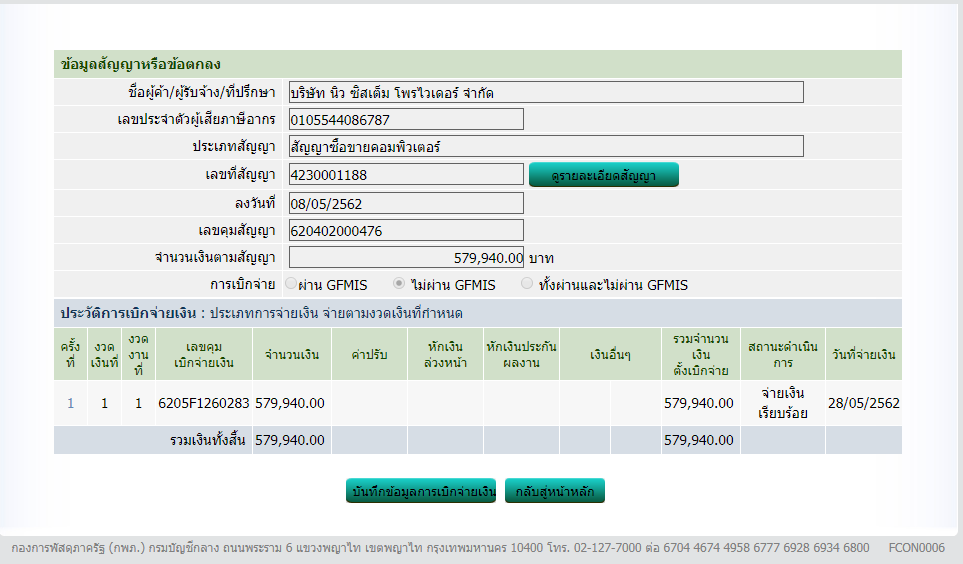 ข้อมูลสัญญาหรือข้อตกลง
ชื่อผู้ค้า/ผู้รับจ้าง/ที่ปรึกษา บริษัท นิว ซิสเต็ม โพรไวเดอร์ จำกัด
เลขประจำตัวผู้เสียภาษีอากร 0105544086787
ประเภทสัญญา สัญญาซื้อขายคอมพิวเตอร์
เลขที่สัญญา 4230001188 ดูรายละเอียดสัญญา
ลงวันที่ 08/05/2562
เลขคุมสัญญา 620402000476
จำนวนเงินตามสัญญา 579,940.00 บาท
การเบิกจ่าย ผ่าน GFMIS ไม่ผ่าน GFMIS ทั้งผ่านและไม่ผ่าน GFMIS
ประวัติการเบิกจ่ายเงิน : ประเภทการจ่ายเงิน จ่ายตามงวดเงินที่กำหนด
ครั้งที่ งวดเงินที่ งวดงานที่ เลขคุมเบิกจ่ายเงิน จำนวนเงิน ค่าปรับ หักเงินล่วงหน้า หักเงินประกันผลงาน เงินอื่นๆ รวมจำนวนเงินตั้งเบิกจ่าย สถานะดำเนินการ วันที่จ่ายเงิน
1 1 1 6205F1260283 579,940.00 579,940.00 จ่ายเงินเรียบร้อย 28/05/2562
รวมเงินทั้งสิ้น 579,940.00 579,940.00
บันทึกข้อมูลการเบิกจ่ายเงิน กลับสู่หน้าหลัก
กองการพัสดุภาครัฐ (กพภ.) กรมบัญชีกลาง ถนนพระราม 6 แขวงพญาไท เขตพญาไท กรุงเทพมหานคร 10400 โทร. 02-127-7000 ต่อ 6704 4674 4958 6777 6928 6934 6800 FCON0006